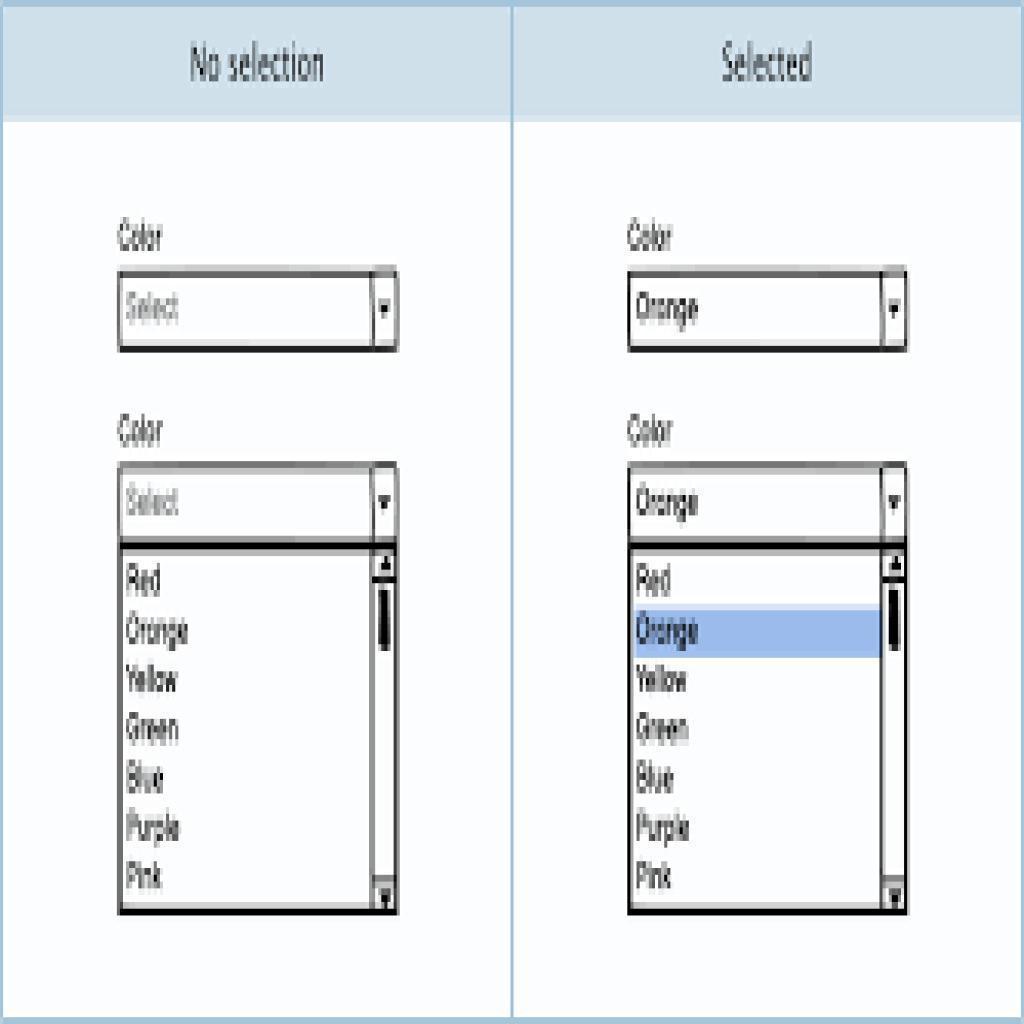 No selection
Color
Select
Color
Select
Red
Orange
Yellow
Green
Blue
Purple
Pink
Selected
Color
Orange
Color
Orange
Red
Orange
Yellow
Green
Blue
Purple
Pink